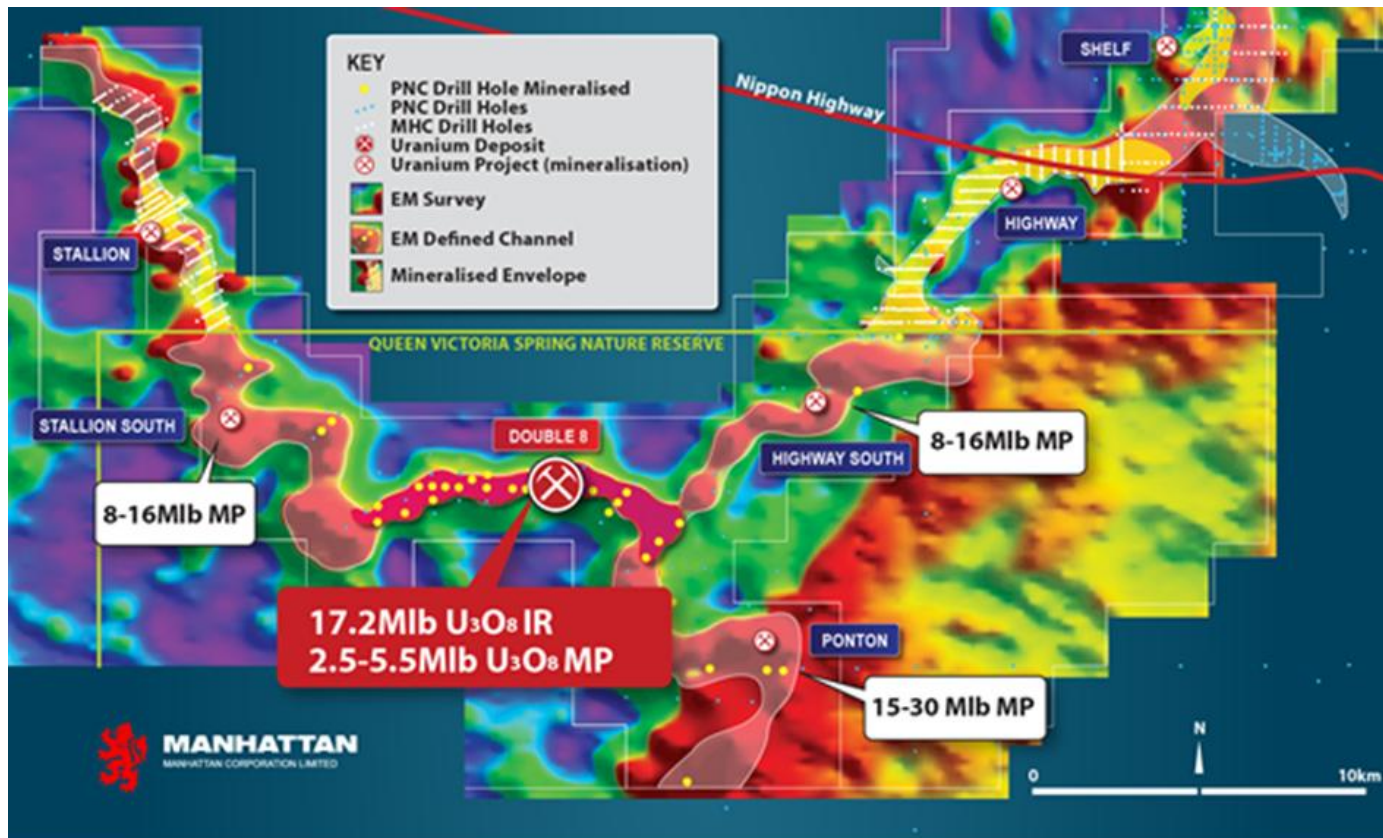 KEY
PNC Drill Hole Mineralised
PNC Drill Holes
MHC Drill Holes
Uranium Deposit
Uranium Project (mineralisation)
EM Survey
EM Defined Channel
Mineralised Envelope
Nippon Highway
SHELF
HIGHWAY
STALLION
QUEEN VICTORIA SPRING NATURE RESERVE
STALLION SOUTH
8-16Mlb MP
DOUBLE 8
HIGHWAY SOUTH
8-16Mlb MP
17.2Mlb U₃O₈ IR
2.5-5.5Mlb U₃O₈ MP
PONTON
15-30 Mlb MP
MANHATTAN
MANHATTAN CORPORATION LIMITED
N
0 10km